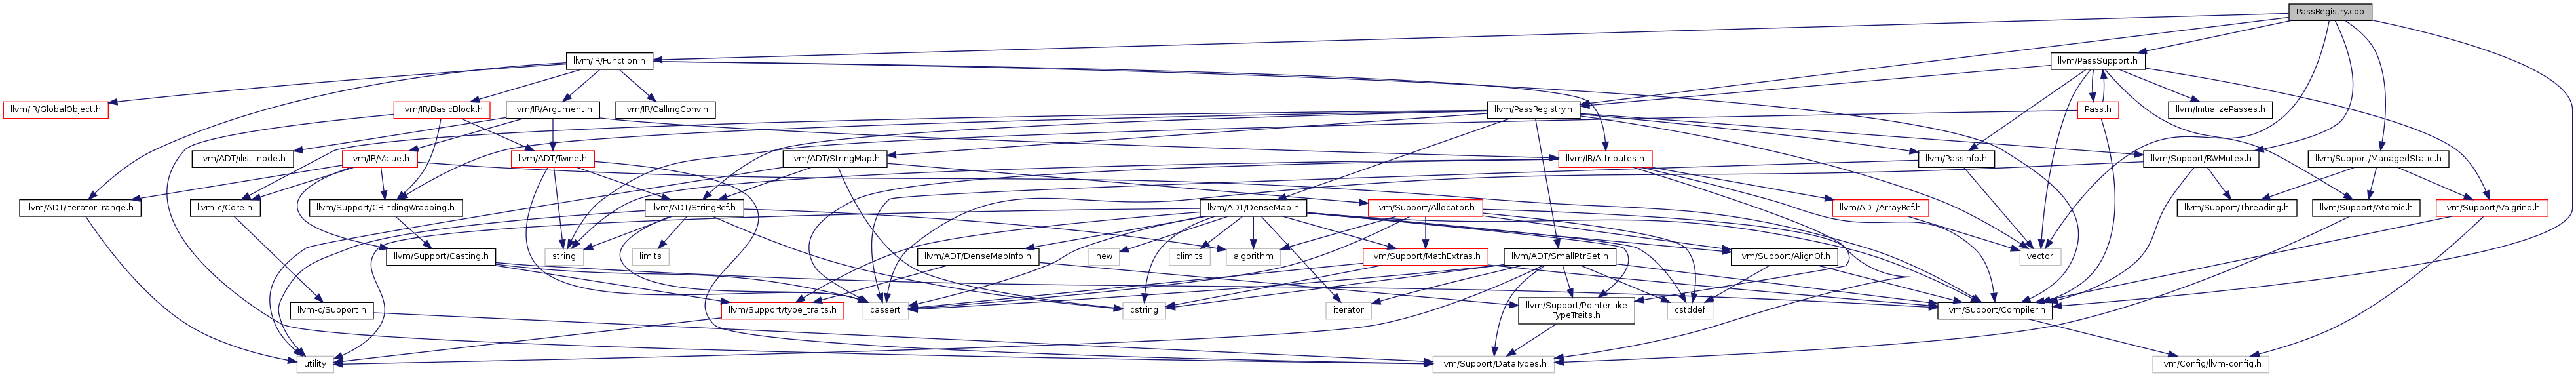 PassRegistry.cpp
llvm/IR/Function.h
llvm/PassSupport.h
llvm/IR/GlobalObject.h
llvm/IR/BasicBlock.h
llvm/IR/Argument.h
llvm/IR/CallingConv.h
llvm/PassRegistry.h
Pass.h
llvm/InitializePasses.h
llvm/ADT/ilist_node.h
llvm/IR/Value.h
llvm/ADT/Twine.h
llvm/ADT/StringMap.h
llvm/IR/Attributes.h
llvm/PassInfo.h
llvm/Support/RWMutex.h
llvm/Support/ManagedStatic.h
llvm/ADT/iterator_range.h
llvm-c/Core.h
llvm/Support/CBindingWrapping.h
llvm/ADT/StringRef.h
llvm/ADT/DenseMap.h
llvm/Support/Allocator.h
llvm/ADT/ArrayRef.h
llvm/Support/Threading.h
llvm/Support/Atomic.h
llvm/Support/Valgrind.h
llvm/Support/Casting.h
string
limits
llvm/ADT/DenseMapInfo.h
new
climits
algorithm
llvm/Support/MathExtras.h
llvm/ADT/SmallPtrSet.h
llvm/Support/AlignOf.h
vector
llvm-c/Support.h
llvm/Support/type_traits.h
cassert
cstring
iterator
llvm/Support/PointerLike
TypeTraits.h
cstddef
llvm/Support/Compiler.h
utility
llvm/Support/DataTypes.h
llvm/Config/llvm-config.h